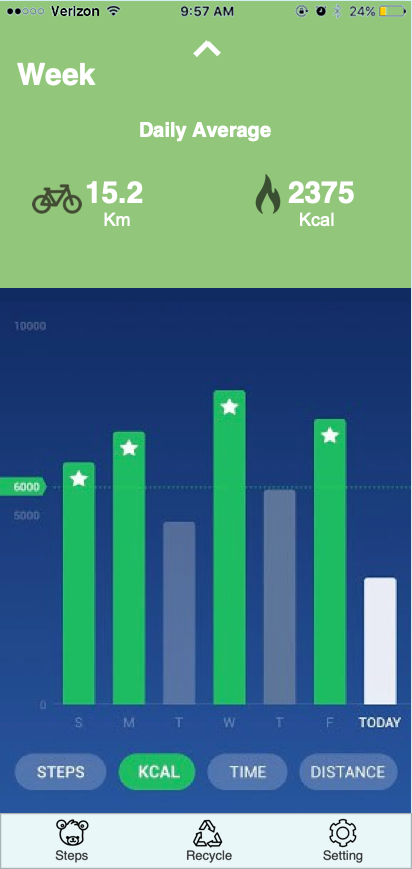 Verizon 9:57 AM 24%
Week
Daily Average
15.2 2375
Km Kcal
10000
6000
5000
0
S M T W T F TODAY
STEPS KCAL TIME DISTANCE
Steps Recycle Setting